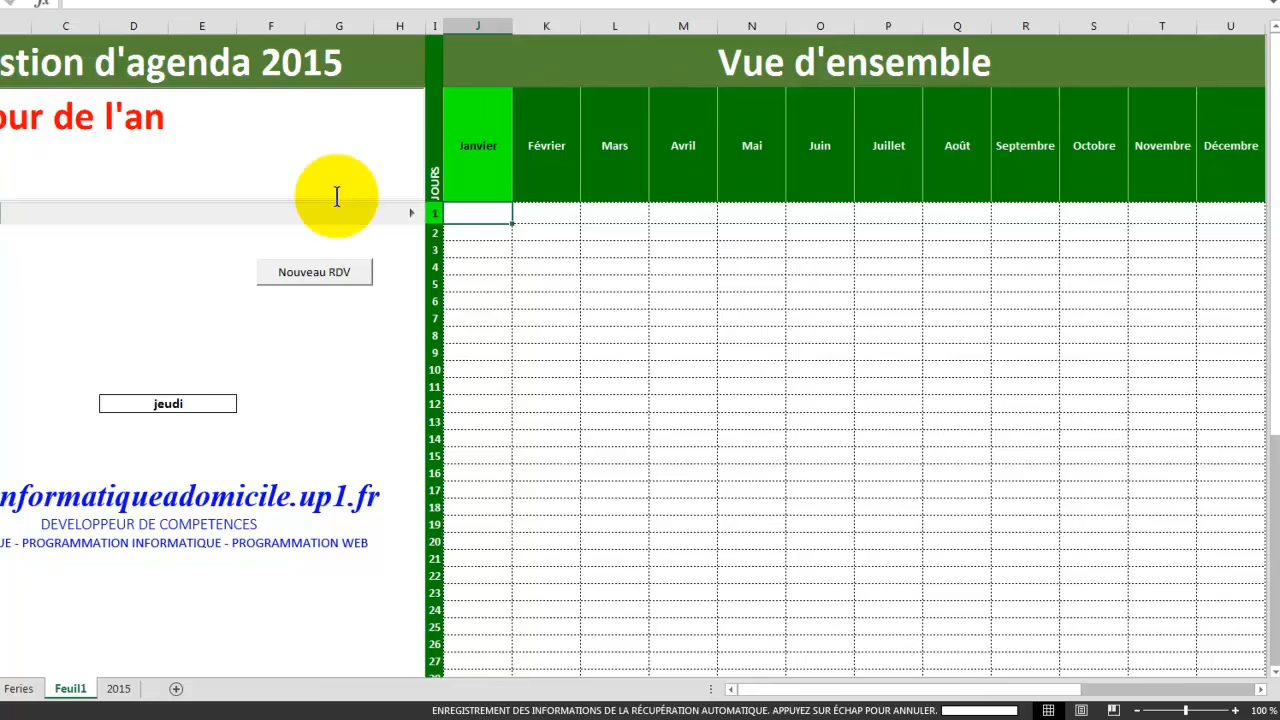 C D E F G H I J K L M N O P Q R S T U
stion d'agenda 2015
Vue d'ensemble
our de l'an
JOURS
Janvier Février Mars Avril Mai Juin Juillet Août Septembre Octobre Novembre Décembre
1
2
3
4
5
6
7
8
9
10
11
12
13
14
15
16
17
18
19
20
21
22
23
24
25
26
27
Nouveau RDV
jeudi
nformatiqueadomicile.up1.fr
DEVELOPPEUR DE COMPETENCES
UE - PROGRAMMATION INFORMATIQUE - PROGRAMMATION WEB
Feries Feuil1 2015
ENREGISTREMENT DES INFORMATIONS DE LA RÉCUPÉRATION AUTOMATIQUE. APPUYEZ SUR ÉCHAP POUR ANNULER. 100 %